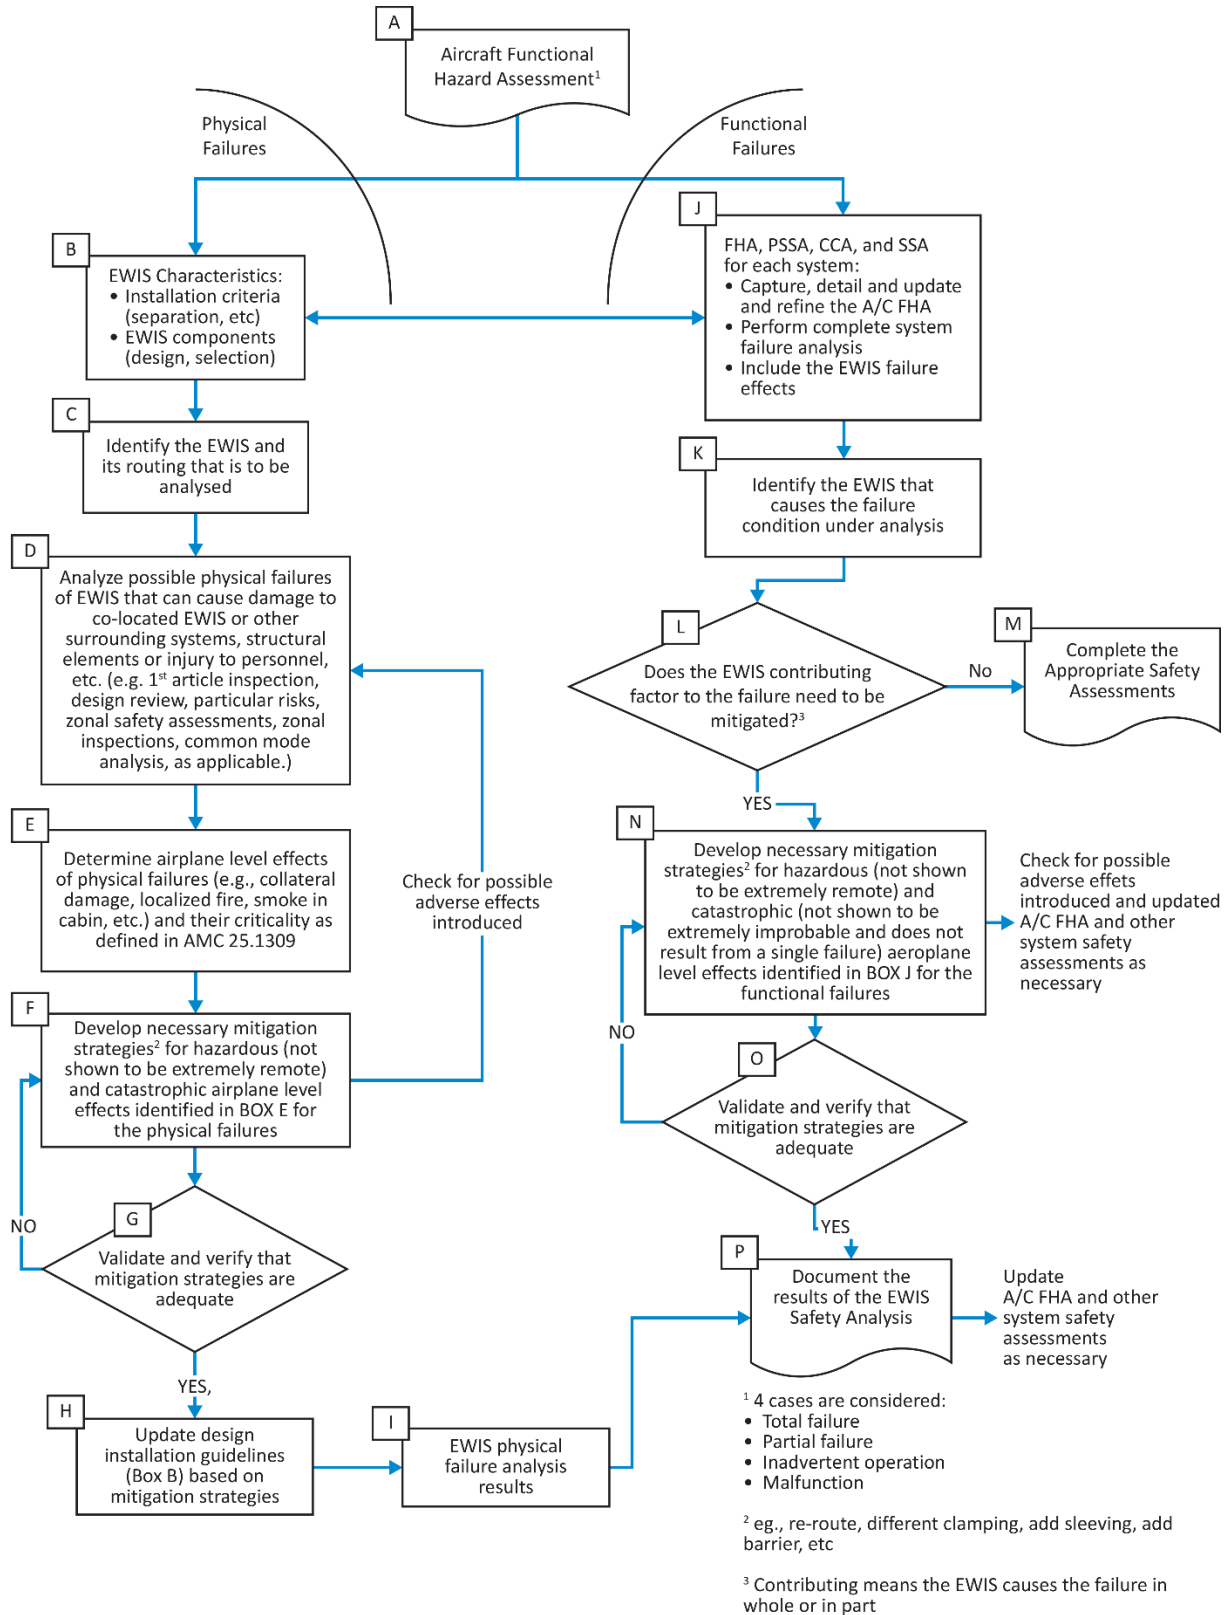 A
Aircraft Functional
Hazard Assessment¹
Physical
Failures
Functional
Failures
B
EWIS Characteristics:
• Installation criteria
(separation, etc)
• EWIS components
(design, selection)
J
FHA, PSSA, CCA, and SSA
for each system:
• Capture, detail and update
and refine the A/C FHA
• Perform complete system
failure analysis
• Include the EWIS failure
effects
C
Identify the EWIS and
its routing that is to be
analysed
K
Identify the EWIS that
causes the failure
condition under analysis
D
Analyze possible physical failures
of EWIS that can cause damage to
co-located EWIS or other
surrounding systems, structural
elements or injury to personnel,
etc. (e.g. 1st article inspection,
design review, particular risks,
zonal safety assessments, zonal
inspections, common mode
analysis, as applicable.)
L
Does the EWIS contributing
factor to the failure need to be
mitigated?³
No
M
Complete the
Appropriate Safety
Assessments
YES
E
Determine airplane level effects
of physical failures (e.g., collateral
damage, localized fire, smoke in
cabin, etc.) and their criticality as
defined in AMC 25.1309
Check for possible
adverse effects
introduced
N
Develop necessary mitigation
strategies² for hazardous (not shown
to be extremely remote) and
catastrophic (not shown to be
extremely improbable and does not
result from a single failure) aeroplane
level effects identified in BOX J for the
functional failures
Check for possible
adverse effets
introduced and updated
A/C FHA and other
system safety
assessments as
necessary
F
Develop necessary mitigation
strategies² for hazardous (not
shown to be extremely remote)
and catastrophic airplane level
effects identified in BOX E for
the physical failures
NO
O
Validate and verify that
mitigation strategies are
adequate
YES
G
NO
Validate and verify that
mitigation strategies are
adequate
YES,
P
Document the
results of the EWIS
Safety Analysis
Update
A/C FHA and other
system safety
assessments
as necessary
H
Update design
installation guidelines
(Box B) based on
mitigation strategies
I
EWIS physical
failure analysis
results
¹ 4 cases are considered:
• Total failure
• Partial failure
• Inadvertent operation
• Malfunction
² eg., re-route, different clamping, add sleeving, add
barrier, etc
³ Contributing means the EWIS causes the failure in
whole or in part